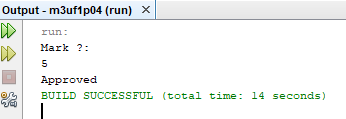 Output - m3uf1p04 (run) ×
run:
Mark ?:
5
Approved
BUILD SUCCESSFUL (total time: 14 seconds)